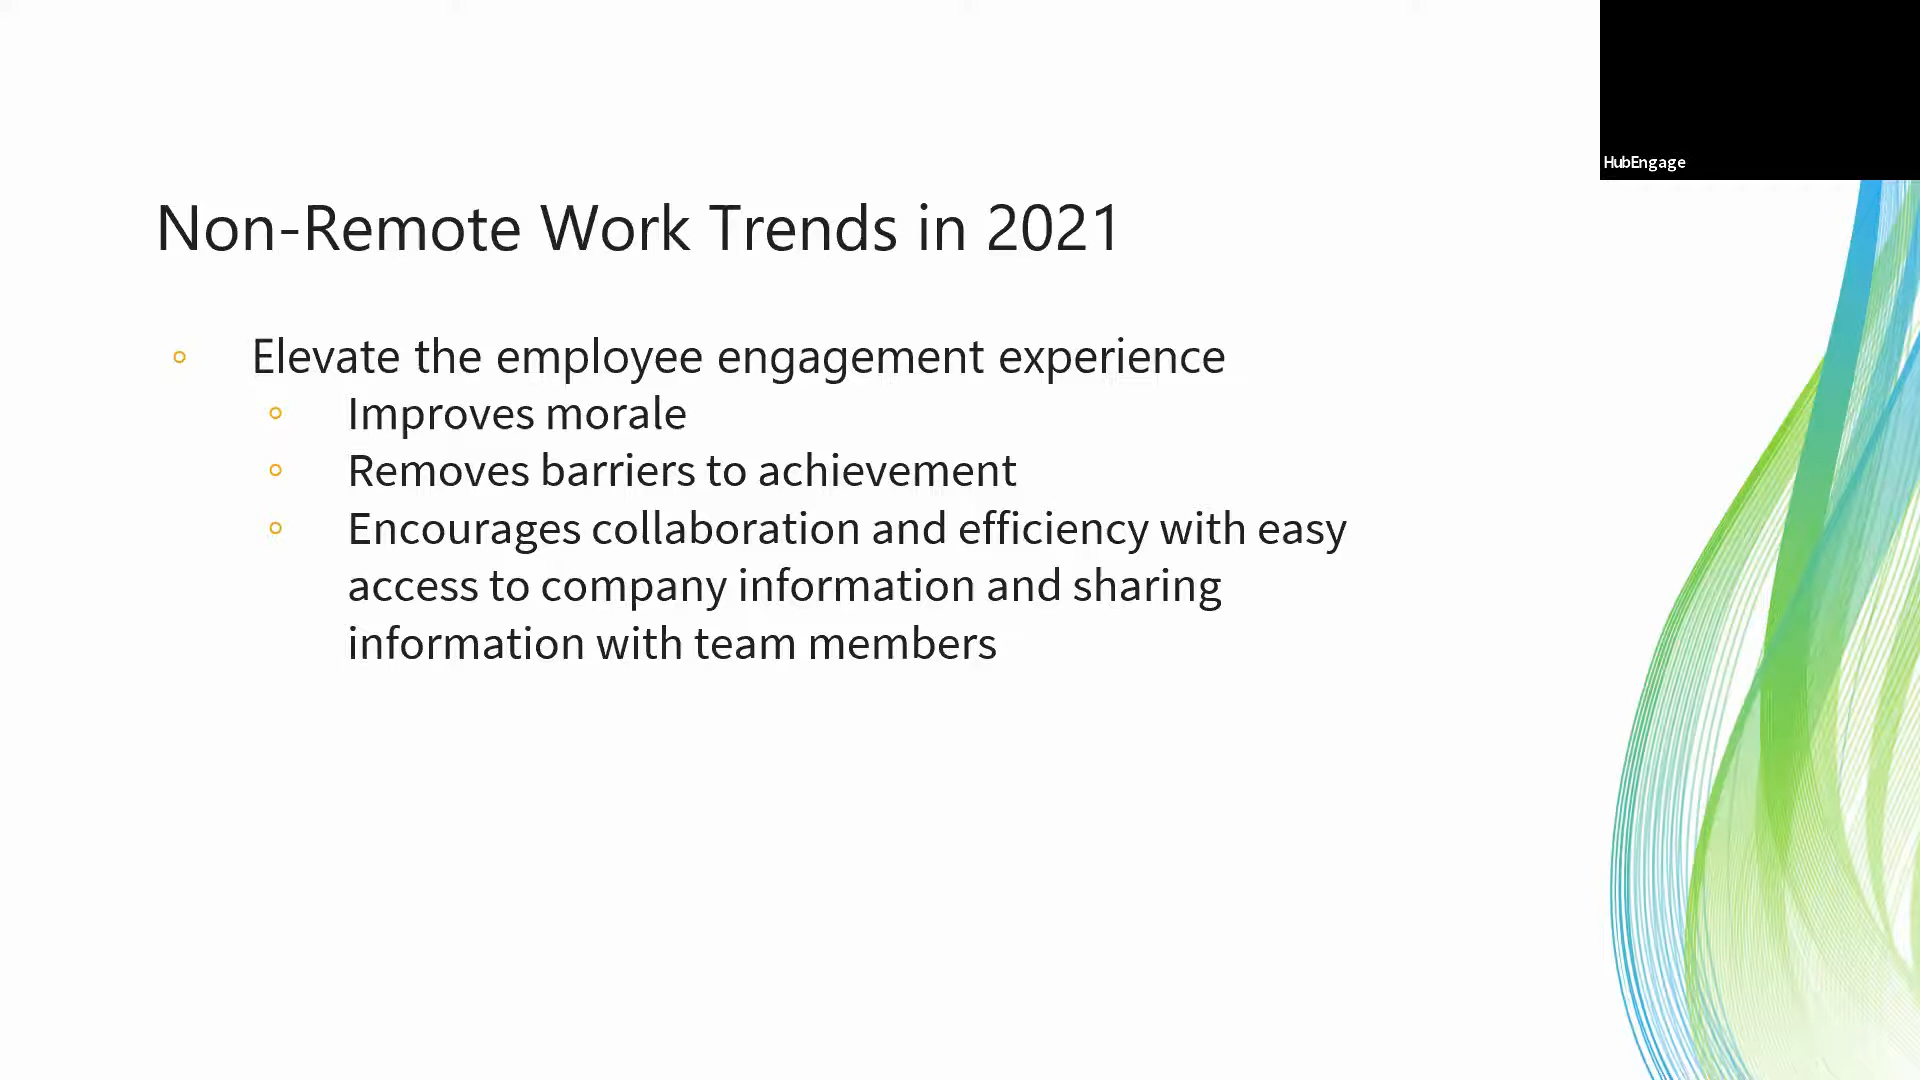 HubEngage
Non-Remote Work Trends in 2021
Elevate the employee engagement experience
Improves morale
Removes barriers to achievement
Encourages collaboration and efficiency with easy
access to company information and sharing
information with team members